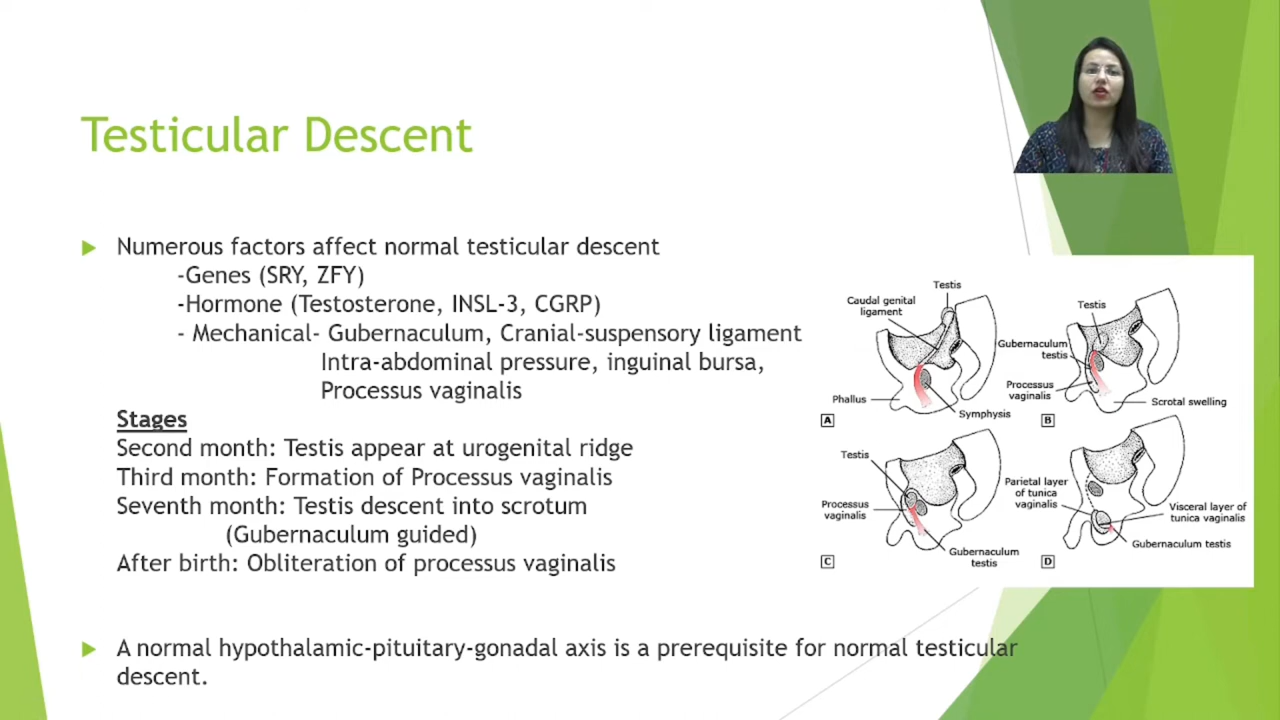 Testicular Descent
Numerous factors affect normal testicular descent
-Genes (SRY, ZFY)
-Hormone (Testosterone, INSL-3, CGRP)
- Mechanical- Gubernaculum, Cranial-suspensory ligament
Intra-abdominal pressure, inguinal bursa,
Processus vaginalis
Stages
Second month: Testis appear at urogenital ridge
Third month: Formation of Processus vaginalis
Seventh month: Testis descent into scrotum
(Gubernaculum guided)
After birth: Obliteration of processus vaginalis
A normal hypothalamic-pituitary-gonadal axis is a prerequisite for normal testicular
descent.
Testis
Caudal genital
ligament
Phallus
Symphysis
A
Testis
Gubernaculum
testis
Processus
vaginalis
Scrotal swelling
B
Testis
Processus
vaginalis
Gubernaculum
testis
C
Parietal layer
of tunica
vaginalis
Visceral layer of
tunica vaginalis
Gubernaculum testis
D